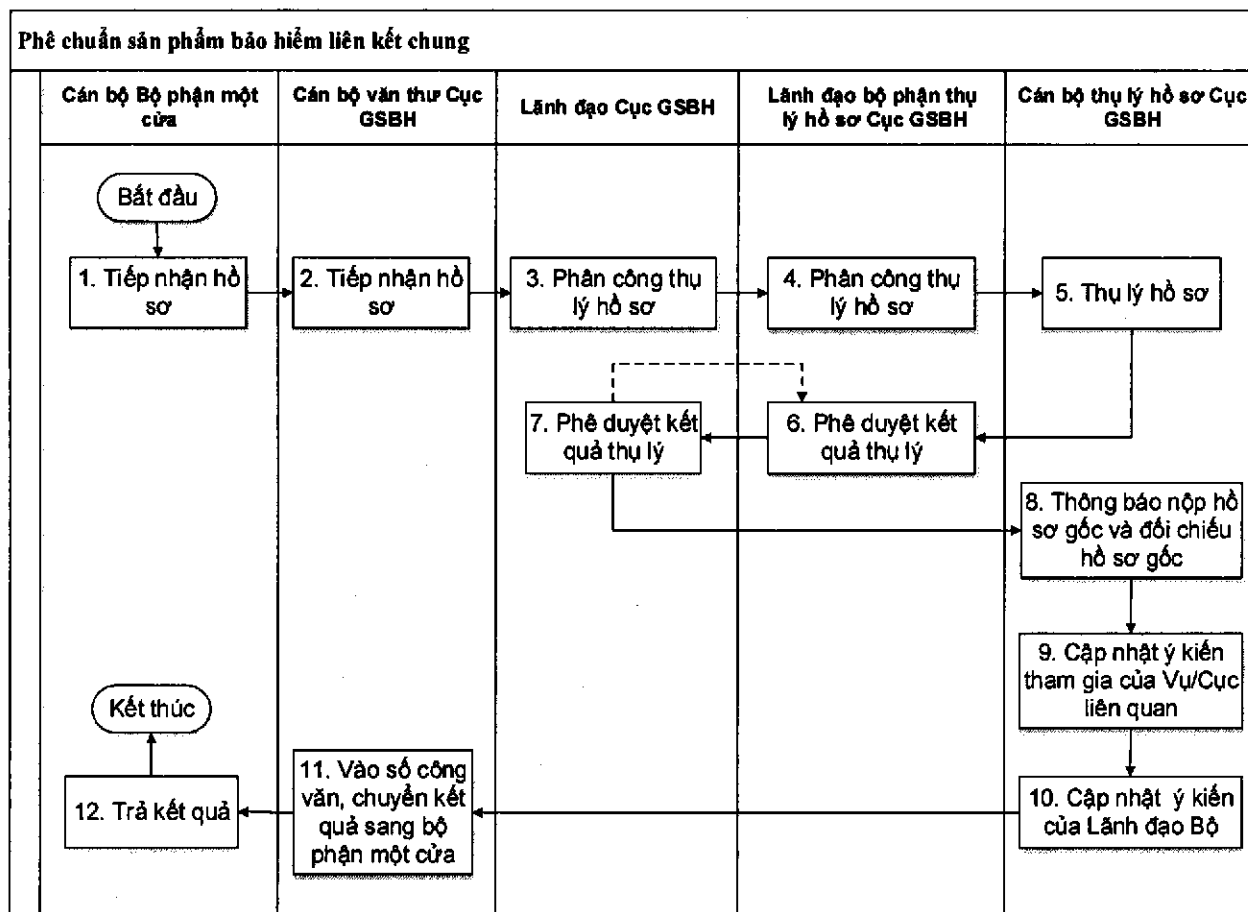 Phê chuẩn sản phẩm bảo hiểm liên kết chung
Cán bộ Bộ phận một
cửa
Cán bộ văn thư Cục
GSBH
Lãnh đạo Cục GSBH
Lãnh đạo bộ phận thụ
lý hồ sơ Cục GSBH
Cán bộ thụ lý hồ sơ Cục
GSBH
Bắt đầu
1. Tiếp nhận hồ
sơ
2. Tiếp nhận hồ
sơ
3. Phân công thụ
lý hồ sơ
4. Phân công thụ
lý hồ sơ
5. Thụ lý hồ sơ
7. Phê duyệt kết
quả thụ lý
6. Phê duyệt kết
quả thụ lý
8. Thông báo nộp hồ
sơ gốc và đối chiếu
hồ sơ gốc
9. Cập nhật ý kiến
tham gia của Vụ/Cục
liên quan
Kết thúc
12. Trả kết quả
11. Vào số công
văn, chuyển kết
quả sang bộ
phận một cửa
10. Cập nhật ý kiến
của Lãnh đạo Bộ